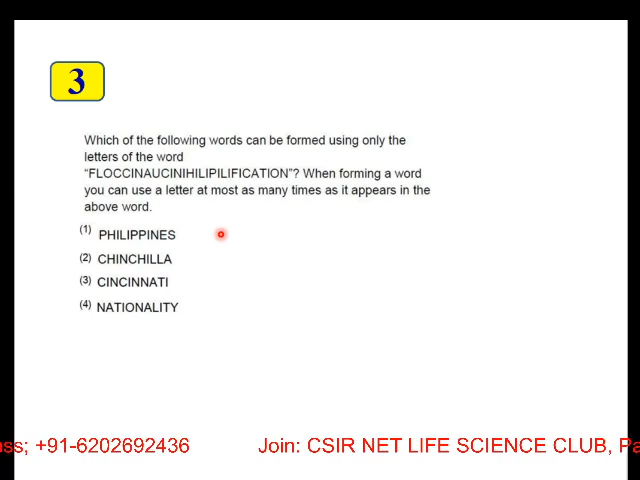 3
Which of the following words can be formed using only the
letters of the word
“FLOCCINAUCINIHILIPILIFICATION”? When forming a word
you can use a letter at most as many times as it appears in the
above word.
(1) PHILIPPINES
(2) CHINCHILLA
(3) CINCINNATI
(4) NATIONALITY
; +91-6202692436 Join: CSIR NET LIFE SCIENCE CLUB,